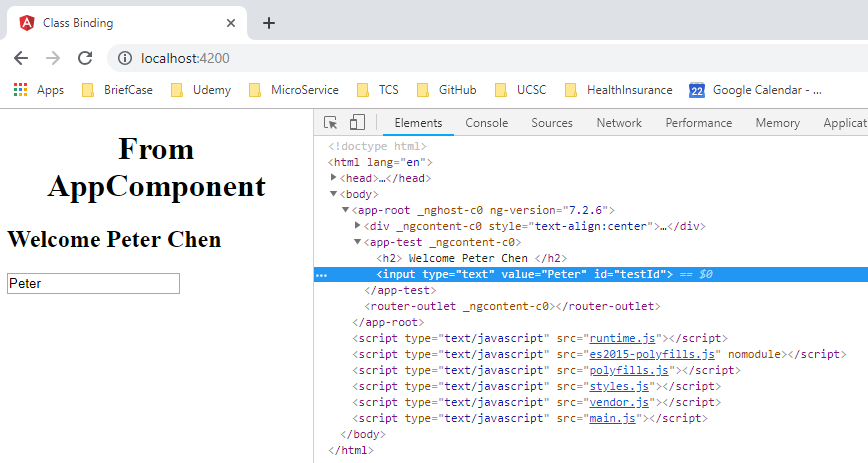 Class Binding
localhost:4200
Apps BriefCase Udemy MicroService TCS GitHub UCSC HealthInsurance 22 Google Calendar - ...
From
AppComponent
Welcome Peter Chen
Peter
Elements Console Sources Network Performance Memory Applicat
<!doctype html>
<html lang="en">
<head>…</head>
<body>
<app-root _nghost-c0 ng-version="7.2.6">
<div _ngcontent-c0 style="text-align:center">…</div>
<app-test _ngcontent-c0>
<h2> Welcome Peter Chen </h2>
<input type="text" value="Peter" id="testId"> == $0
</app-test>
<router-outlet _ngcontent-c0></router-outlet>
</app-root>
<script type="text/javascript" src="runtime.js"></script>
<script type="text/javascript" src="es2015-polyfills.js" nomodule></script>
<script type="text/javascript" src="polyfills.js"></script>
<script type="text/javascript" src="styles.js"></script>
<script type="text/javascript" src="vendor.js"></script>
<script type="text/javascript" src="main.js"></script>
</body>
</html>